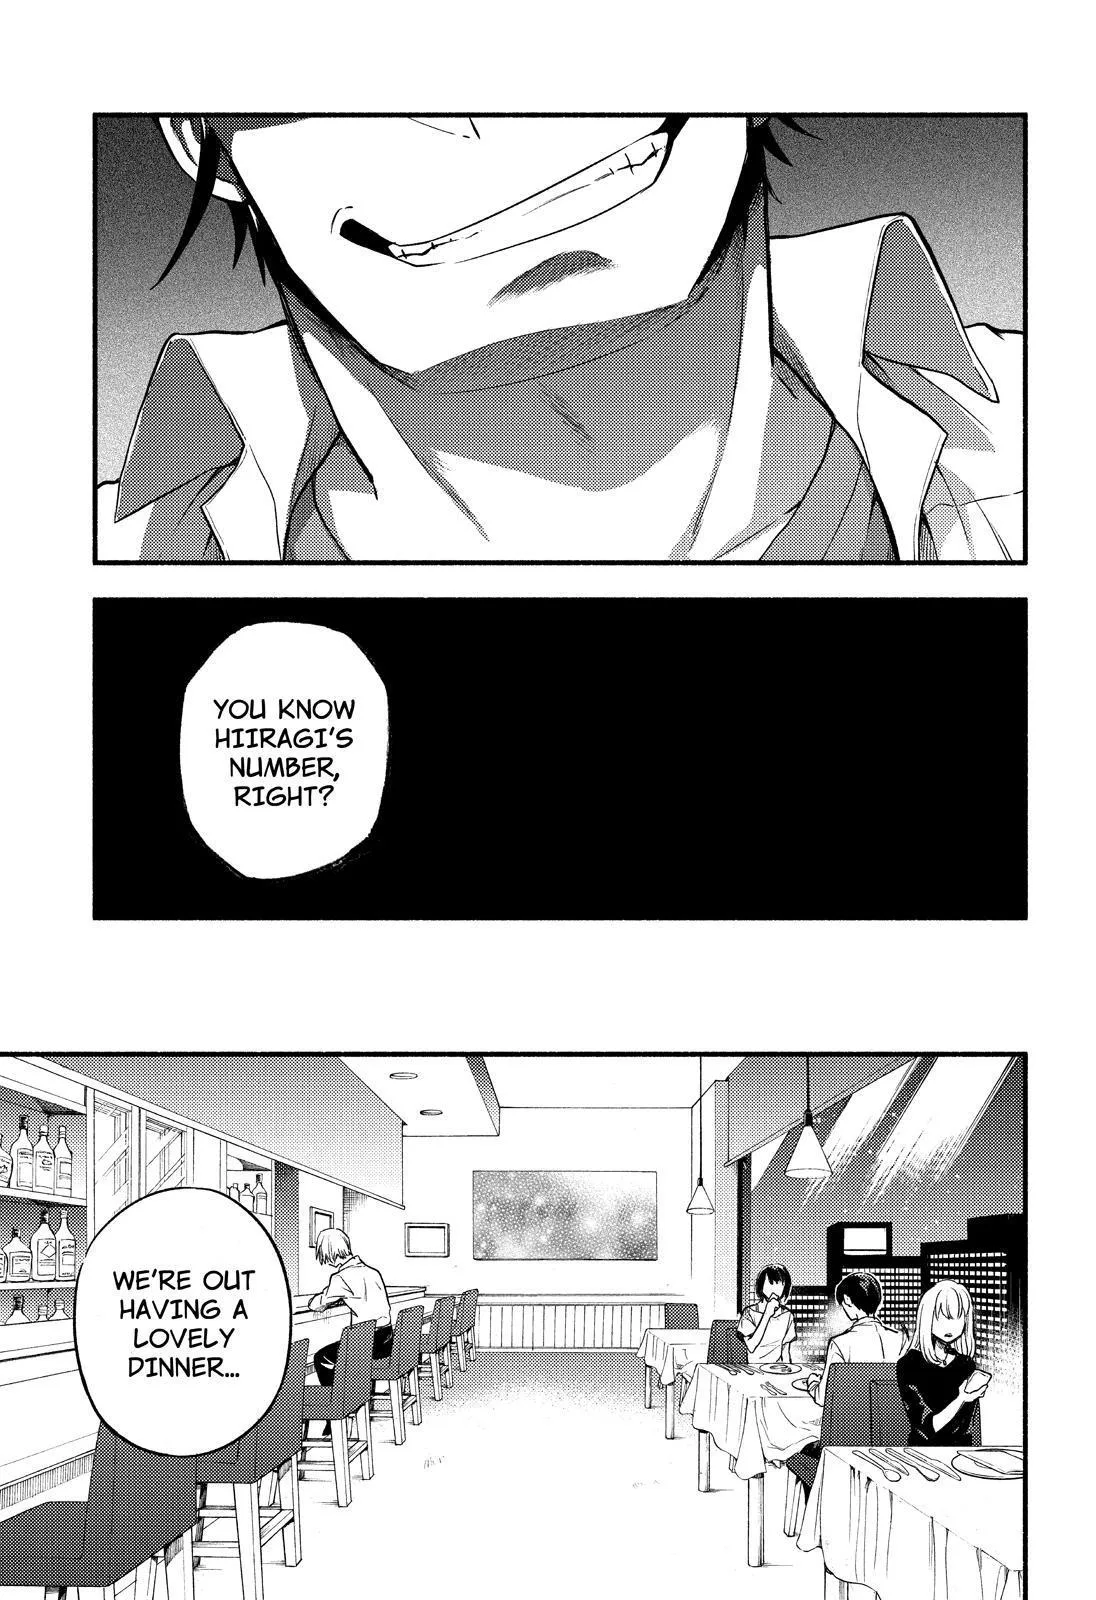 YOU KNOW
HIIRAGI'S
NUMBER,
RIGHT?
WE'RE OUT
HAVING A
LOVELY
DINNER...